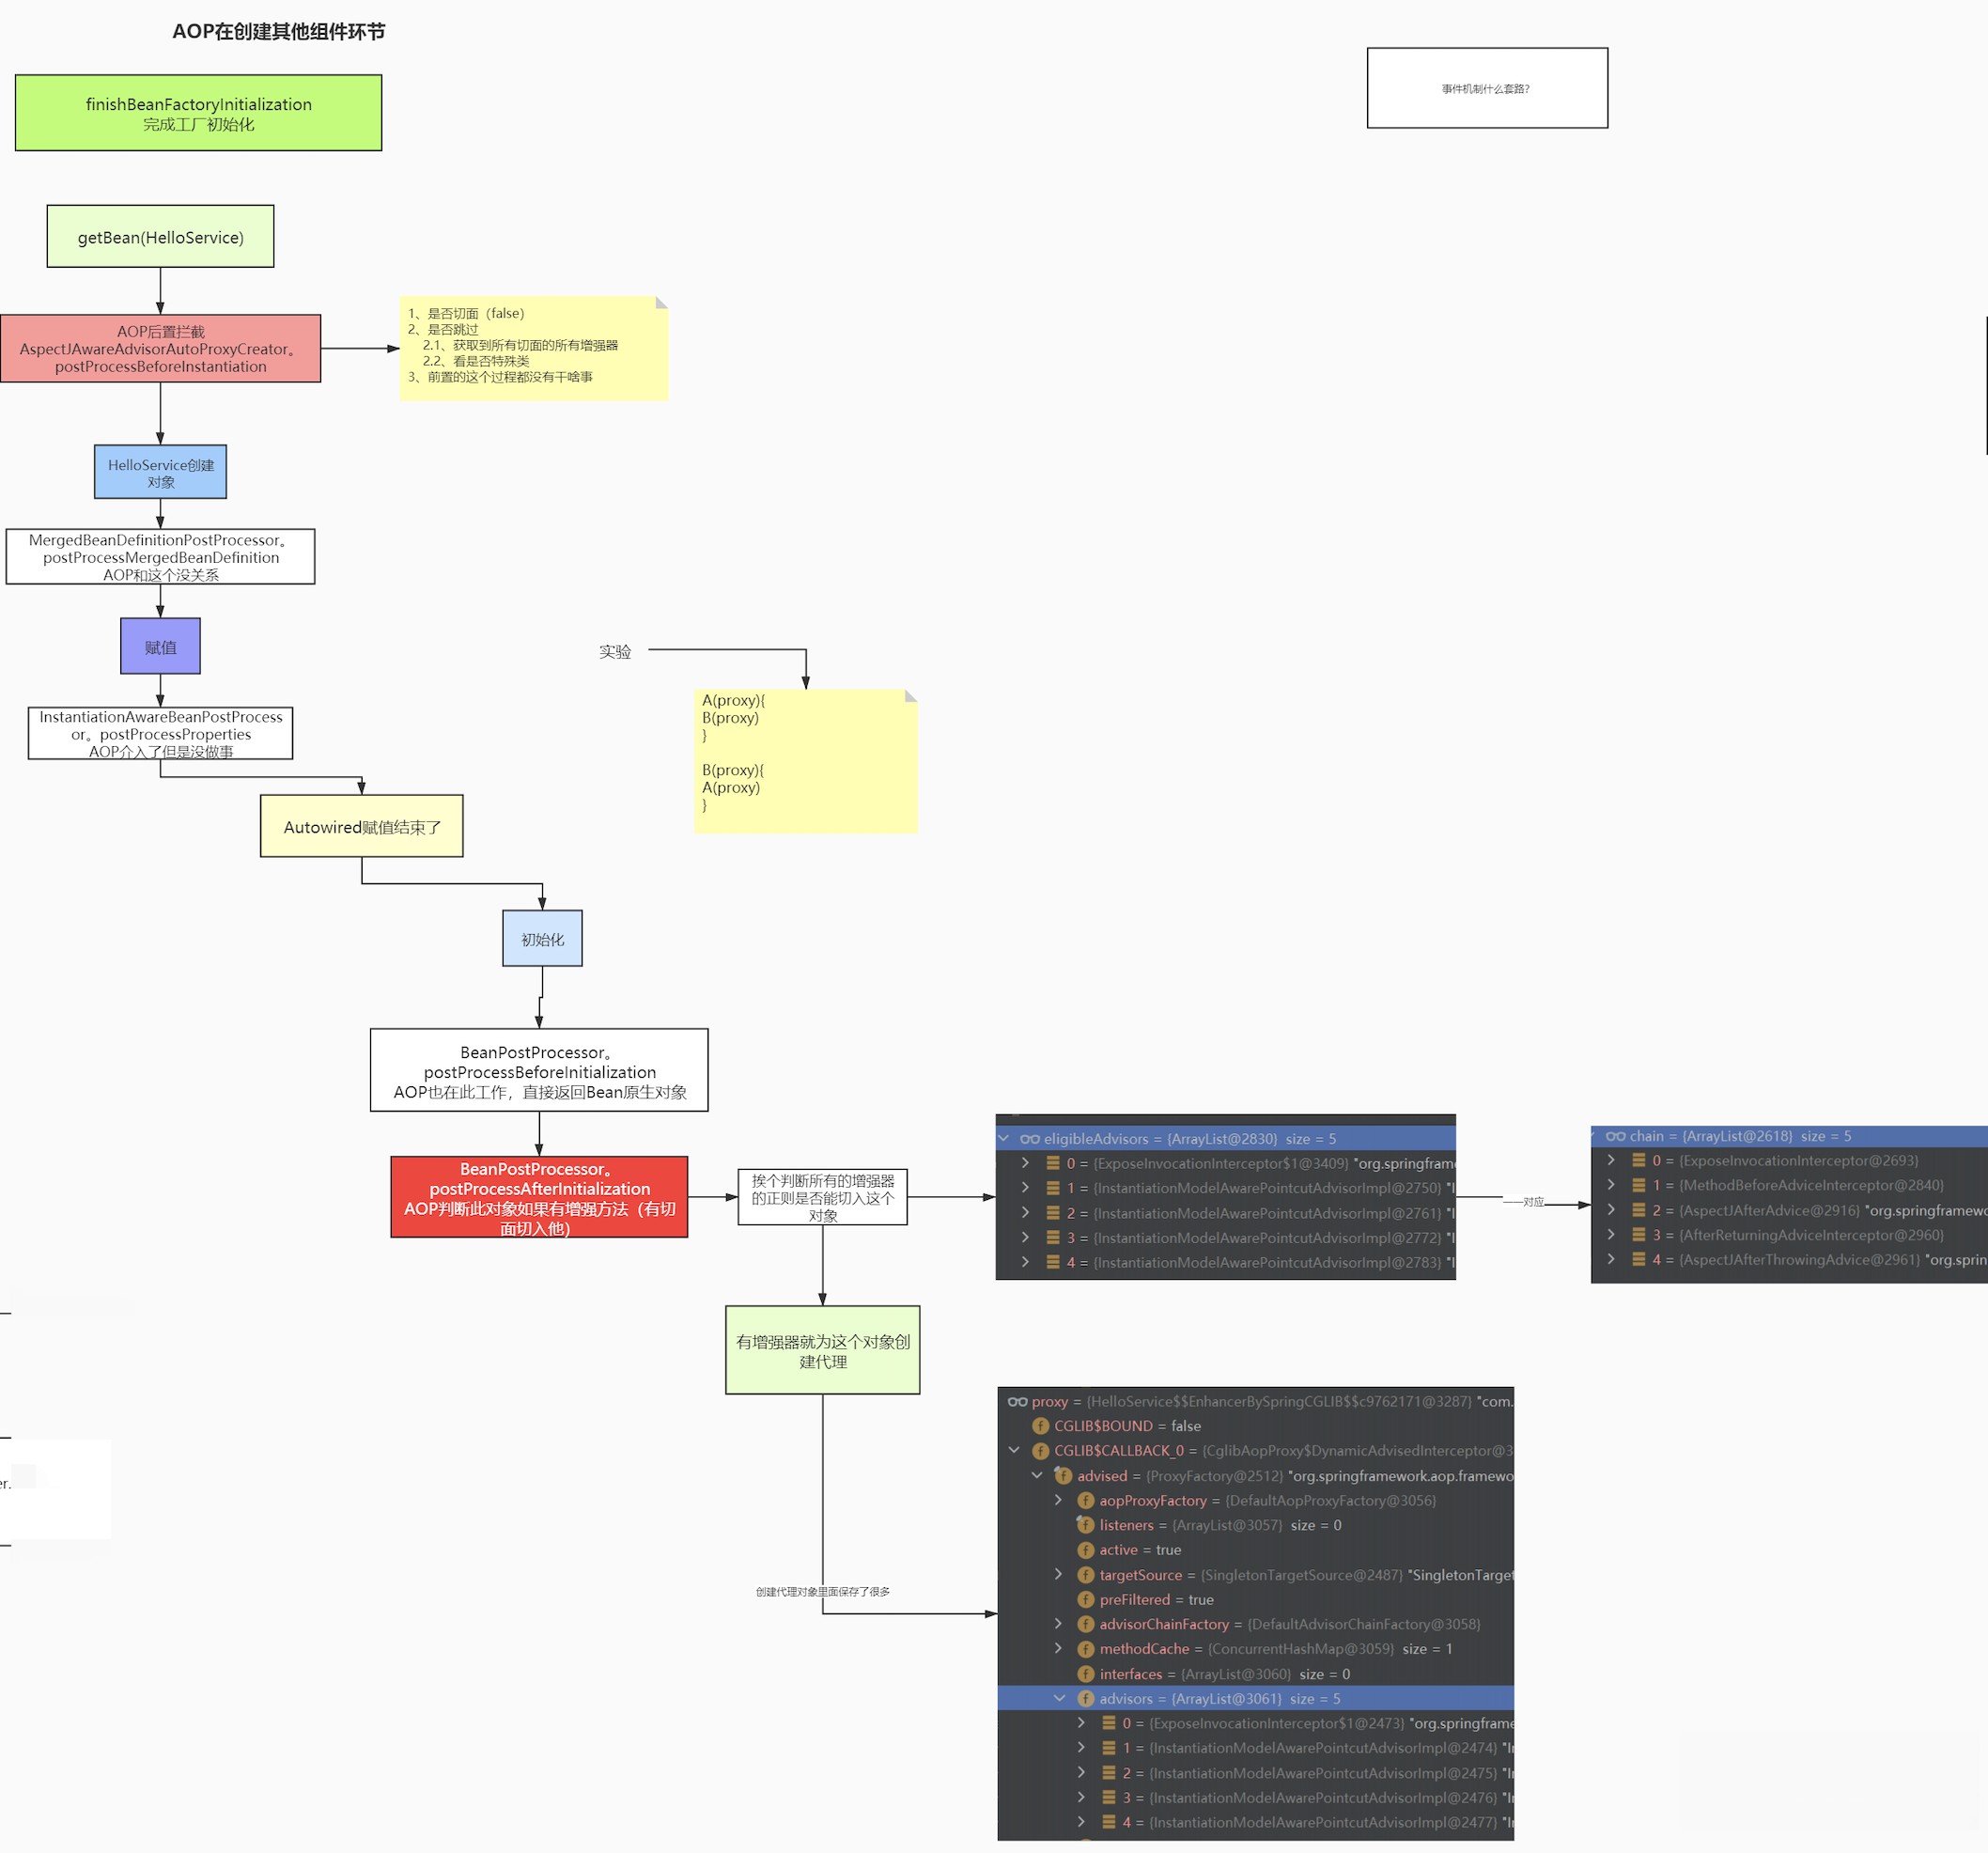 AOP在创建其他组件环节
finishBeanFactoryInitialization
完成工厂初始化
事件机制什么套路？
getBean(HelloService)
AOP后置拦截
AspectJAwareAdvisorAutoProxyCreator。
postProcessBeforeInstantiation
1、是否切面（false）
2、是否跳过
2.1、获取到所有切面的所有增强器
2.2、看是否特殊类
3、前置的这个过程都没有干啥事
HelloService创建
对象
MergedBeanDefinitionPostProcessor。
postProcessMergedBeanDefinition
AOP和这个没关系
赋值
InstantiationAwareBeanPostProcess
or。postProcessProperties
AOP介入了但是没做事
实验
A(proxy){
B(proxy)
}
B(proxy){
A(proxy)
}
Autowired赋值结束了
初始化
BeanPostProcessor。
postProcessBeforeInitialization
AOP也在此工作，直接返回Bean原生对象
BeanPostProcessor。
postProcessAfterInitialization
AOP判断此对象如果有增强方法（有切
面切入他）
挨个判断所有的增强器
的正则是否能切入这个
对象
eligibleAdvisors = {ArrayList@2830} size = 5
0 = {ExposeInvocationInterceptor$1@3409} "org.springfram
1 = {InstantiationModelAwarePointcutAdvisorImpl@2750} "I
2 = {InstantiationModelAwarePointcutAdvisorImpl@2761} "I
3 = {InstantiationModelAwarePointcutAdvisorImpl@2772} "I
4 = {InstantiationModelAwarePointcutAdvisorImpl@2783} "I
一一对应
chain = {ArrayList@2618} size = 5
0 = {ExposeInvocationInterceptor@2693}
1 = {MethodBeforeAdviceInterceptor@2840}
2 = {AspectJAfterAdvice@2916} "org.springframewo
3 = {AfterReturningAdviceInterceptor@2960}
4 = {AspectJAfterThrowingAdvice@2961} "org.sprin
有增强器就为这个对象创
建代理
创建代理对象里面保存了很多
er.
proxy = {HelloService$$EnhancerBySpringCGLIB$$c9762171@3287} "com.
CGLIB$BOUND = false
CGLIB$CALLBACK_0 = {CglibAopProxy$DynamicAdvisedInterceptor@3
advised = {ProxyFactory@2512} "org.springframework.aop.framewo
aopProxyFactory = {DefaultAopProxyFactory@3056}
listeners = {ArrayList@3057} size = 0
active = true
targetSource = {SingletonTargetSource@2487} "SingletonTarget
preFiltered = true
advisorChainFactory = {DefaultAdvisorChainFactory@3058}
methodCache = {ConcurrentHashMap@3059} size = 1
interfaces = {ArrayList@3060} size = 0
advisors = {ArrayList@3061} size = 5
0 = {ExposeInvocationInterceptor$1@2473} "org.springframe
1 = {InstantiationModelAwarePointcutAdvisorImpl@2474} "I
2 = {InstantiationModelAwarePointcutAdvisorImpl@2475} "I
3 = {InstantiationModelAwarePointcutAdvisorImpl@2476} "I
4 = {InstantiationModelAwarePointcutAdvisorImpl@2477} "I